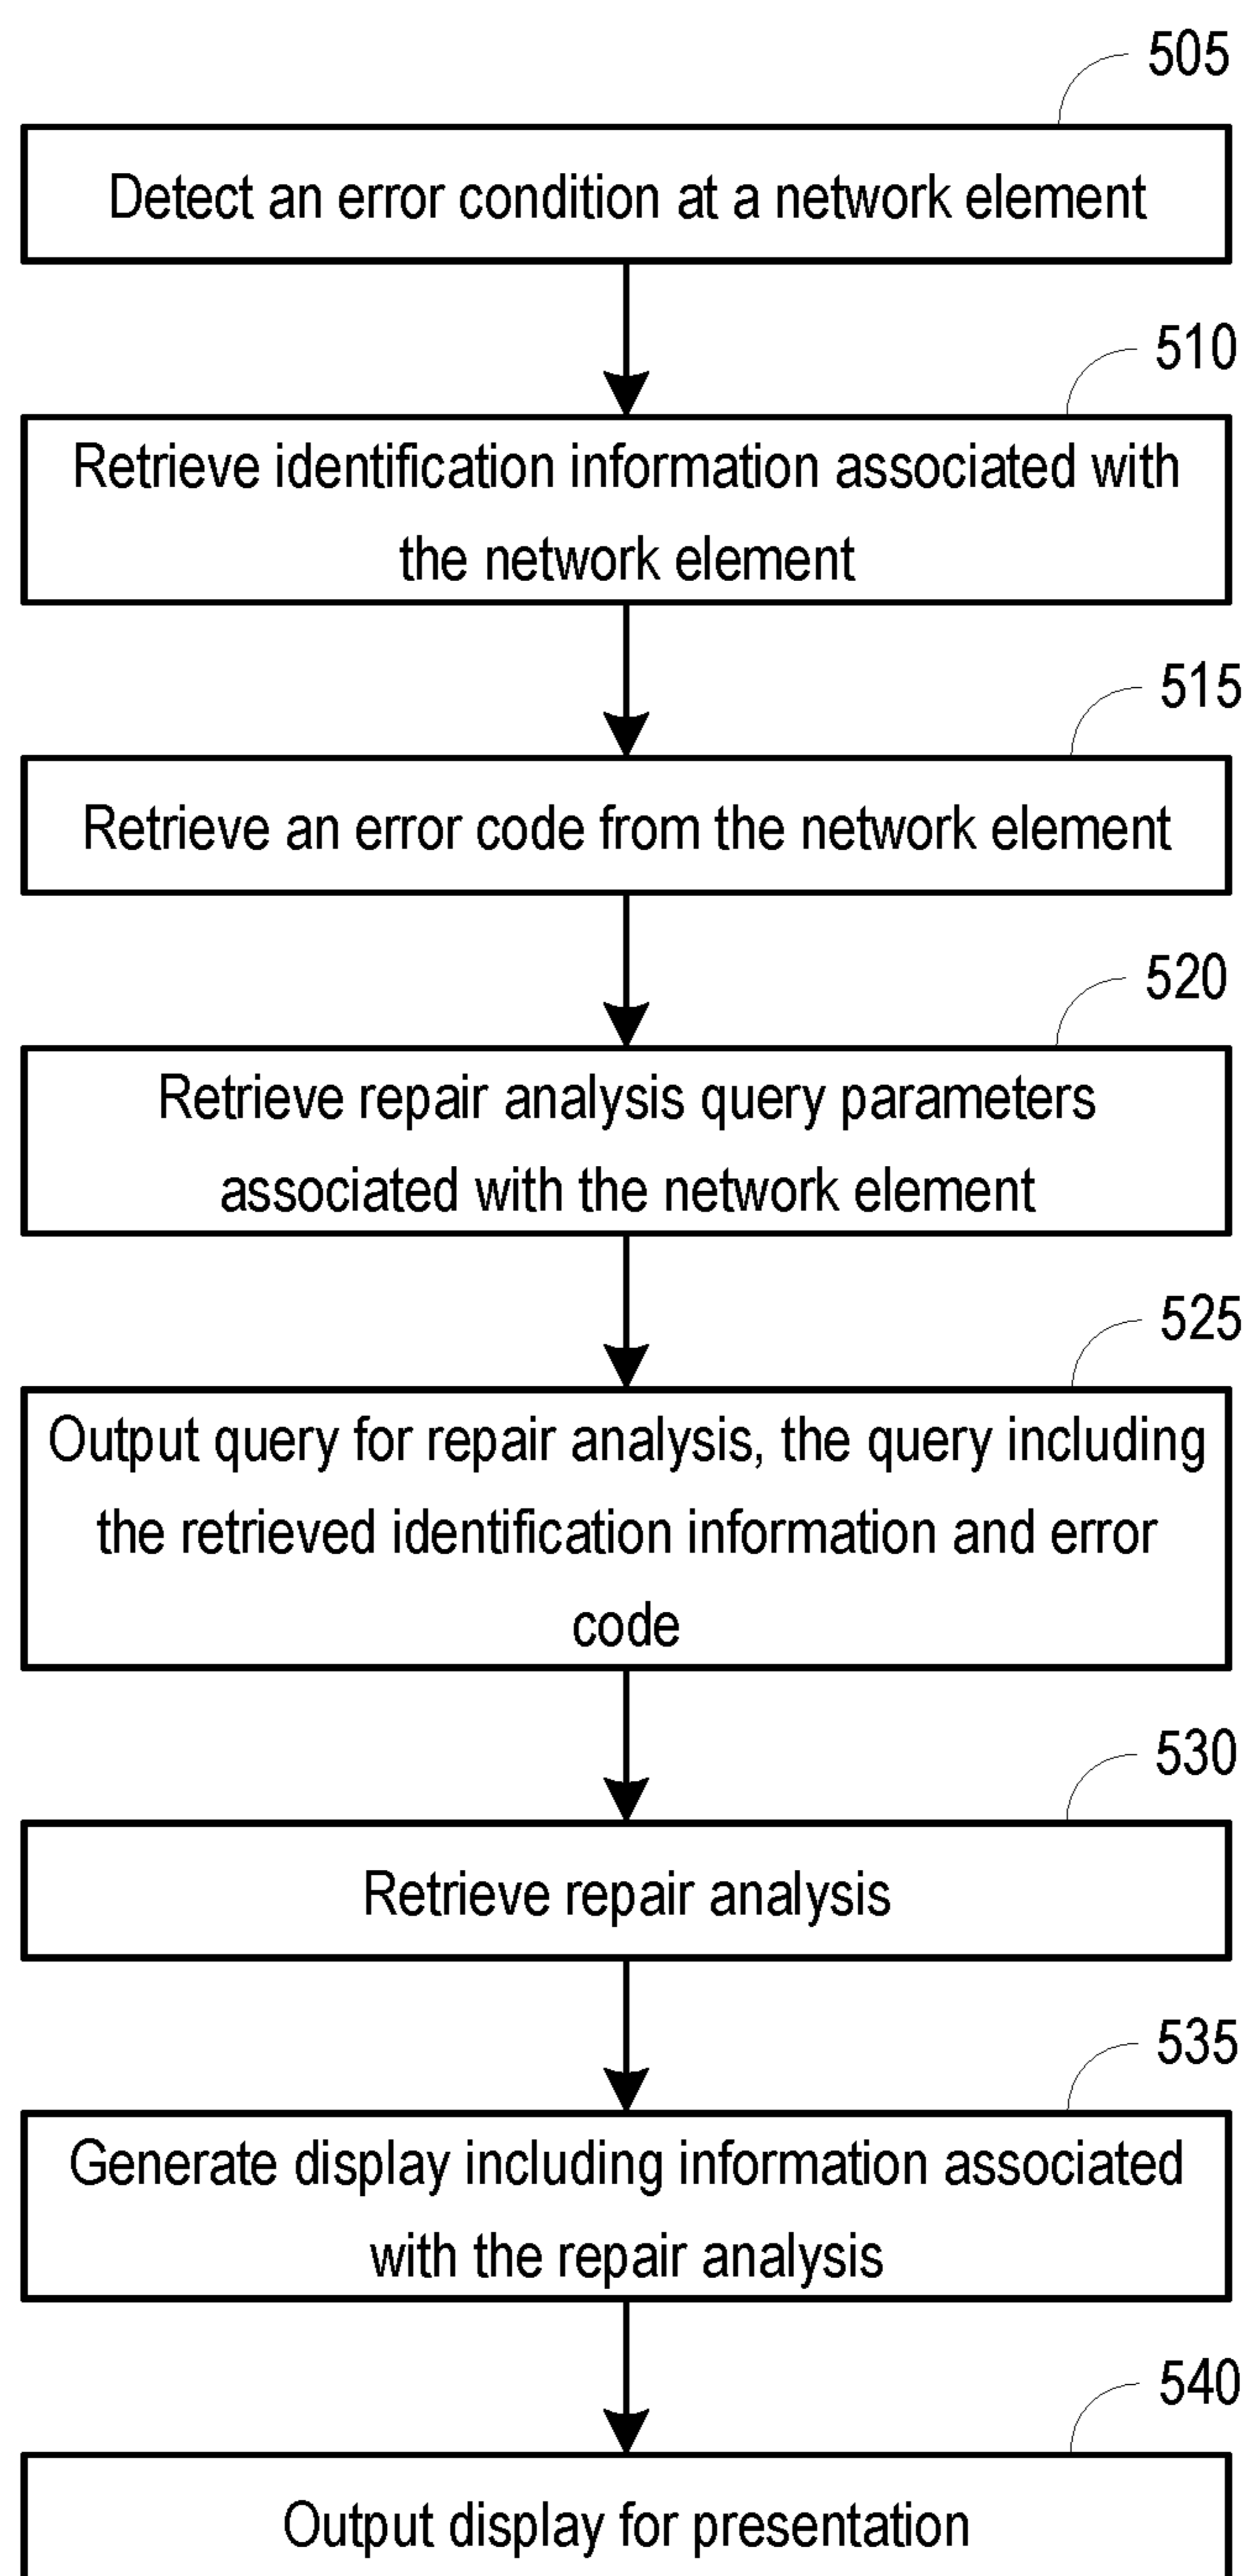 505
Detect an error condition at a network element
510
Retrieve identification information associated with
the network element
515
Retrieve an error code from the network element
520
Retrieve repair analysis query parameters
associated with the network element
525
Output query for repair analysis, the query including
the retrieved identification information and error
code
530
Retrieve repair analysis
535
Generate display including information associated
with the repair analysis
540
Output display for presentation